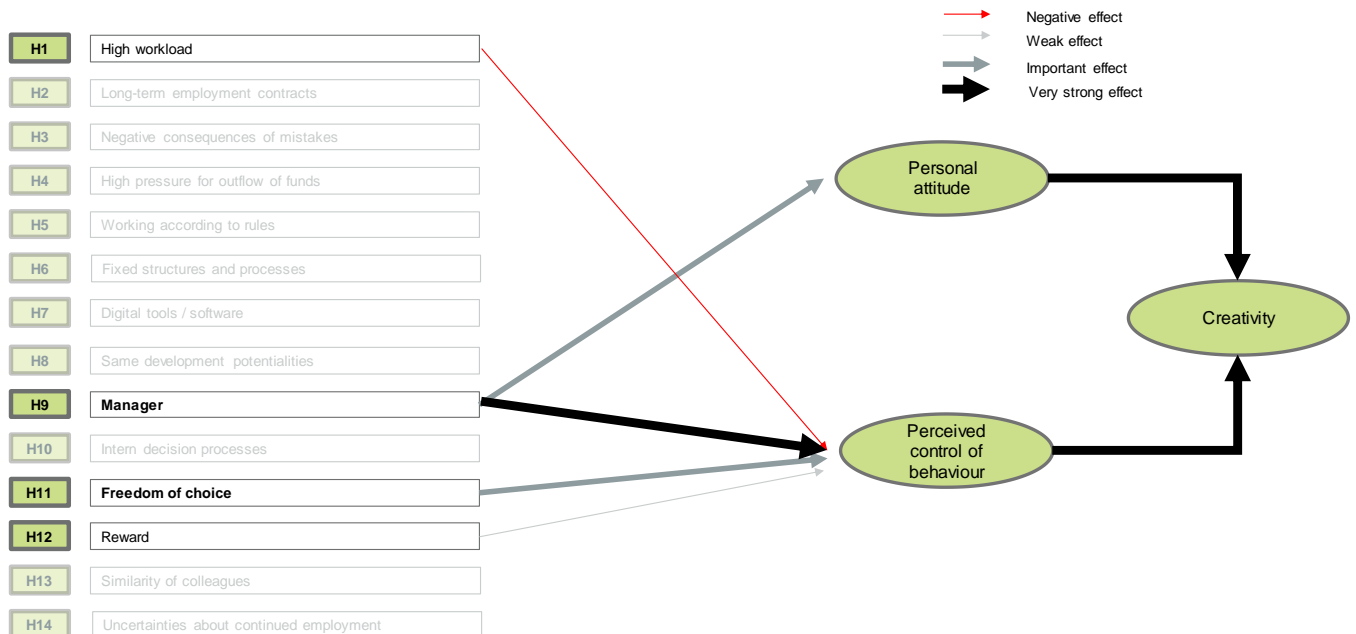 Negative effect
Weak effect
Important effect
Very strong effect
H1 High workload
H2 Long-term employment contracts
H3 Negative consequences of mistakes
H4 High pressure for outflow of funds
H5 Working according to rules
H6 Fixed structures and processes
H7 Digital tools / software
H8 Same development potentialities
H9 Manager
H10 Intern decision processes
H11 Freedom of choice
H12 Reward
H13 Similarity of colleagues
H14 Uncertainties about continued employment
Personal
attitude
Perceived
control of
behaviour
Creativity